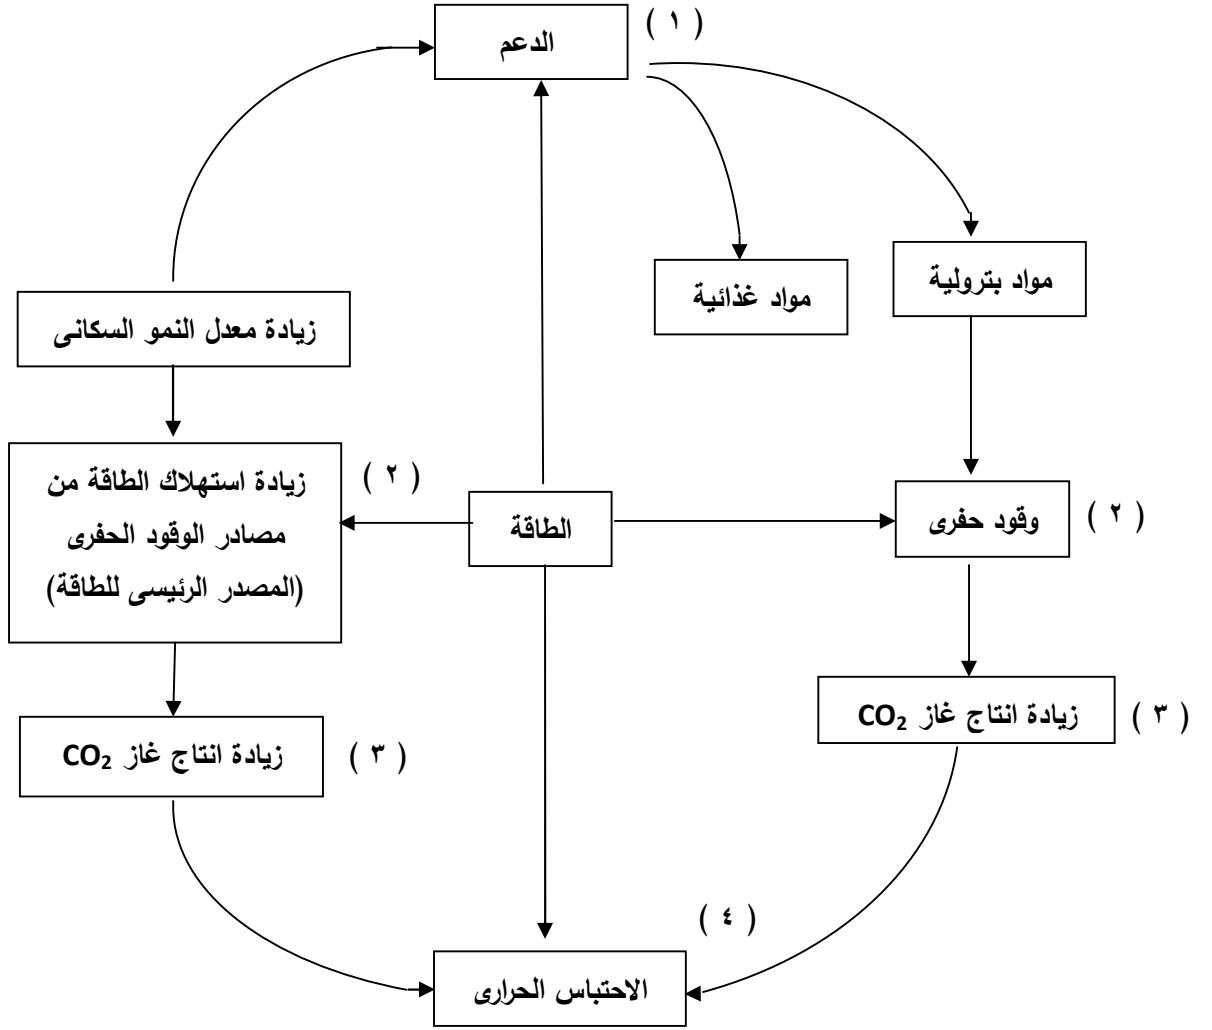 الدعم
( ١ )
مواد بترولية
مواد غذائية
زيادة معدل النمو السكانى
زيادة استهلاك الطاقة من
مصادر الوقود الحفرى
(المصدر الرئيسى للطاقة)
( ٢ )
الطاقة
وقود حفرى
( ٢ )
زيادة انتاج غاز CO₂
( ٣ )
زيادة انتاج غاز CO₂
( ٣ )
( ٤ )
الاحتباس الحرارى